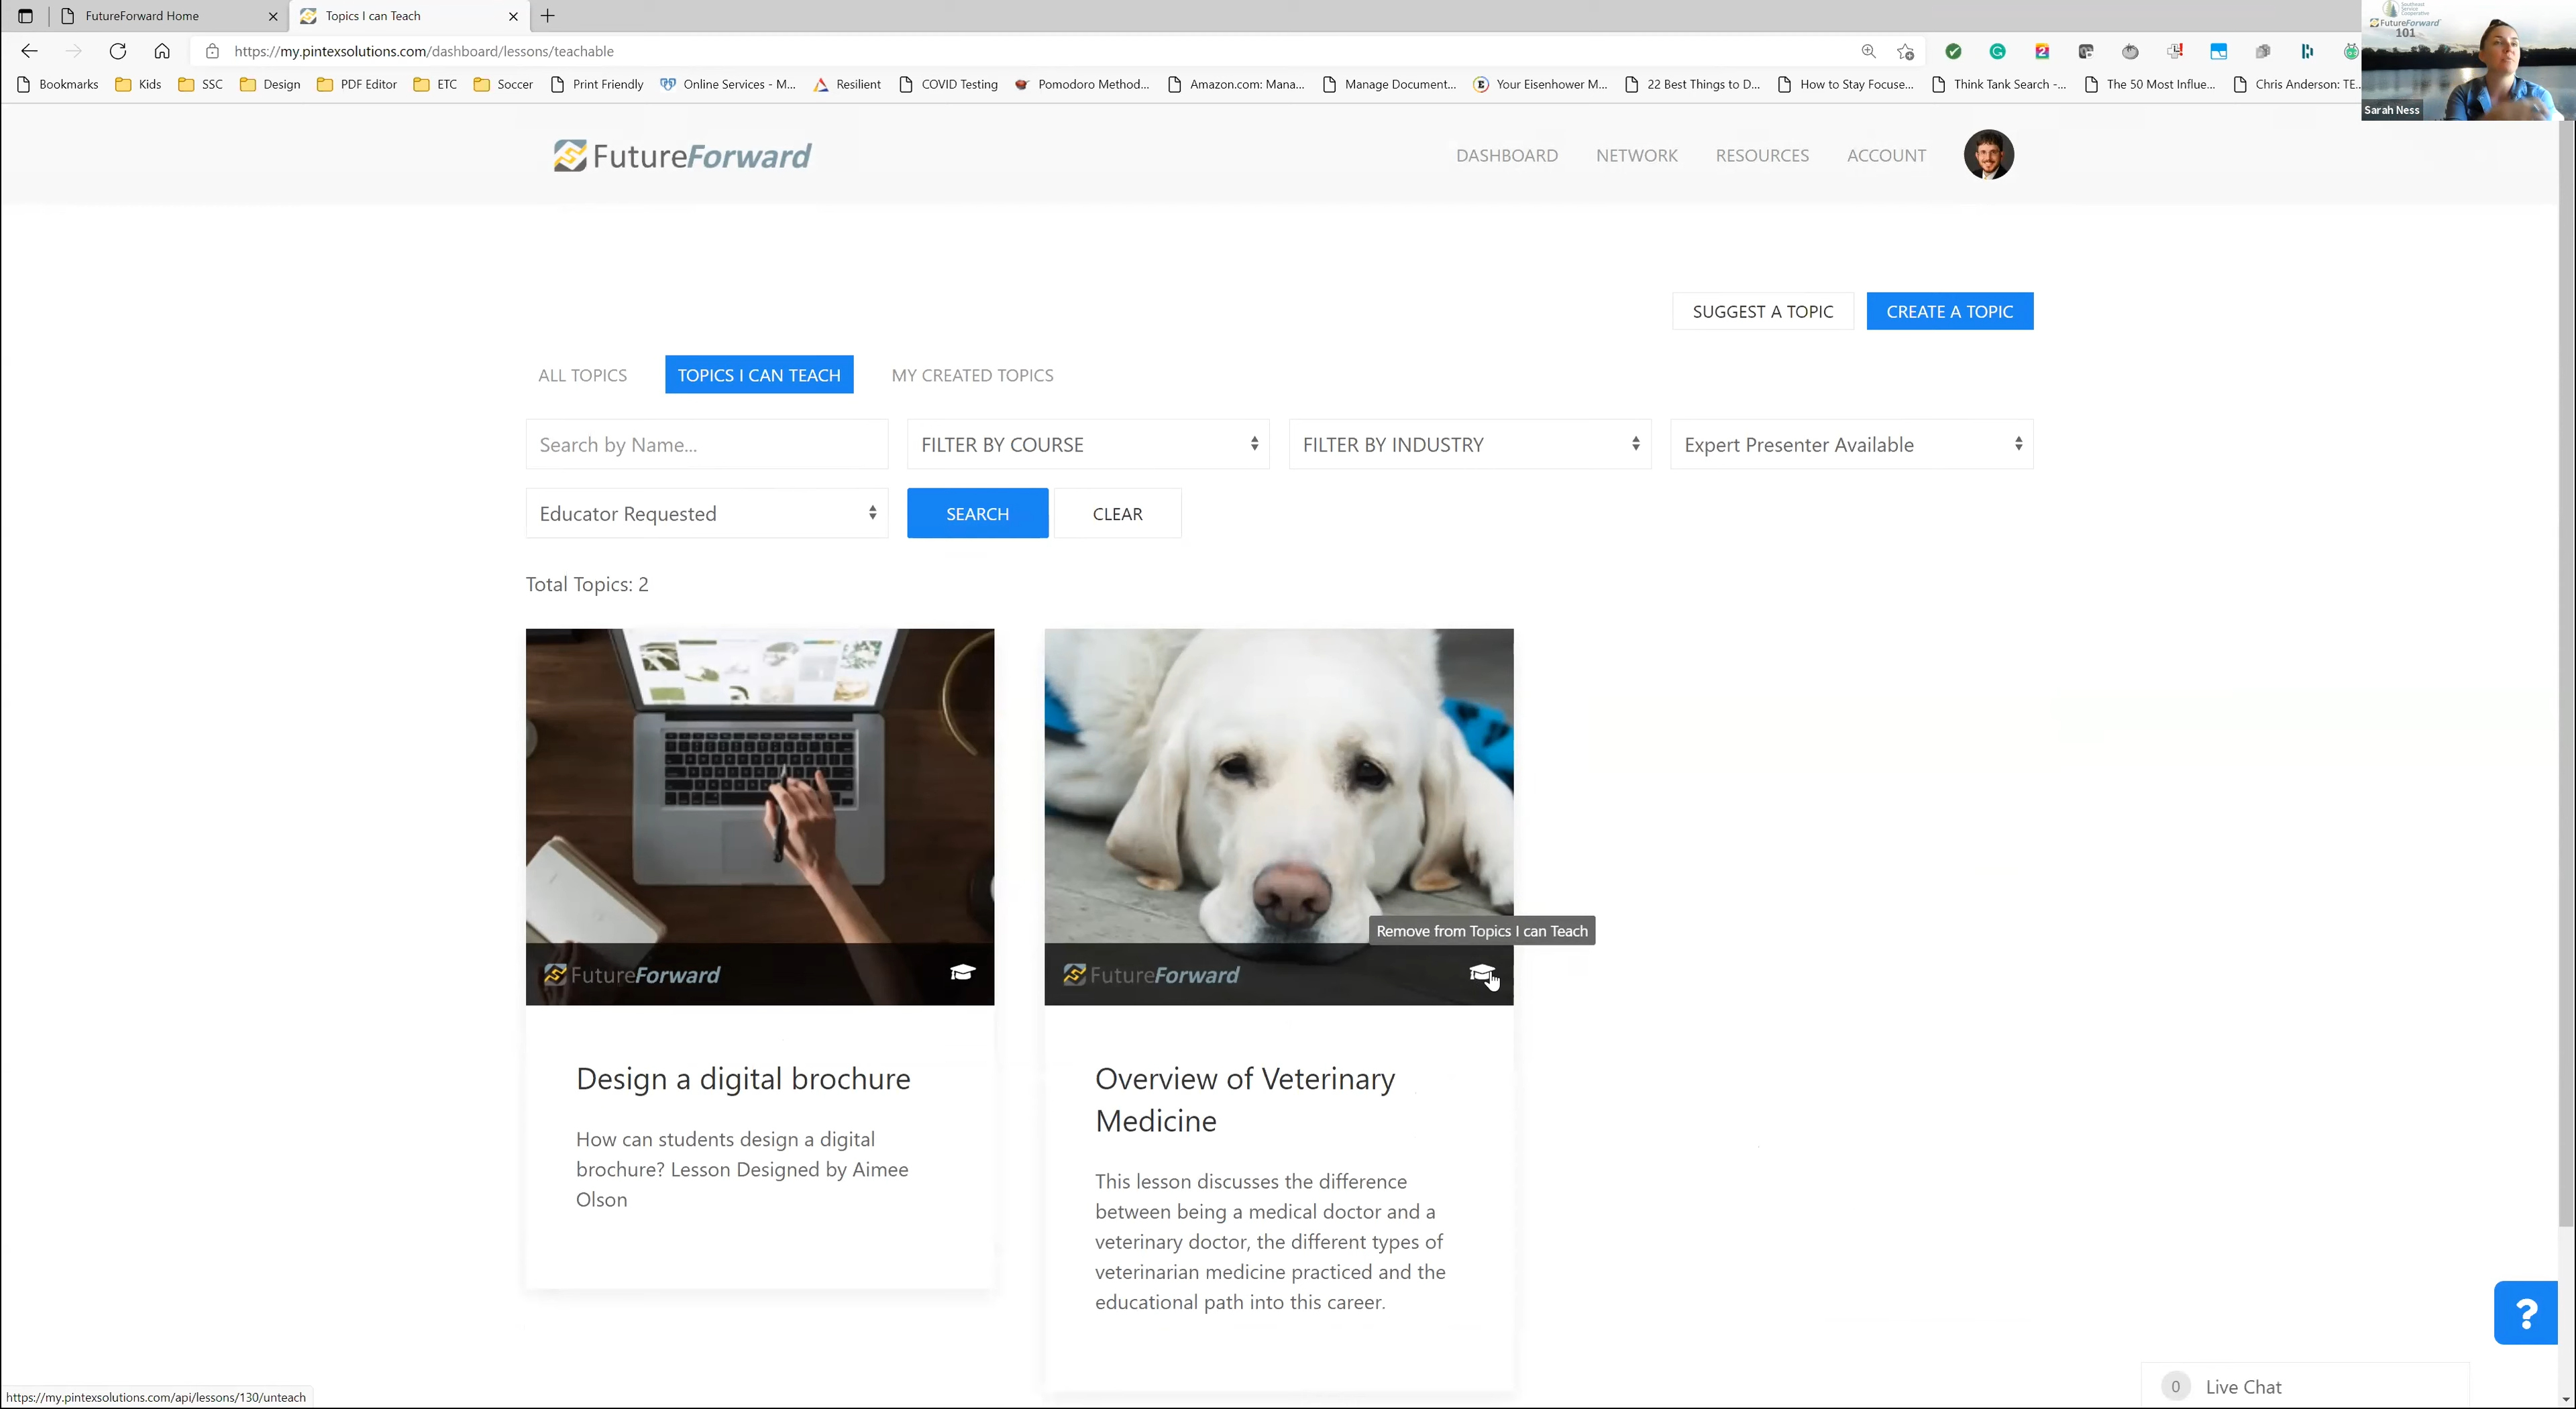 FutureForward Home
Topics I can Teach
https://my.pintexsolutions.com/dashboard/lessons/teachable
Bookmarks Kids SSC Design PDF Editor ETC Soccer Print Friendly Online Services - M... Resilient COVID Testing Pomodoro Method... Amazon.com: Mana... Manage Document... Your Eisenhower M... 22 Best Things to D... How to Stay Focuse... Think Tank Search -... The 50 Most Influe... Chris Anderson: TE...
Southeast
Service
Cooperative
FutureForward
101
Sarah Ness
FutureForward
DASHBOARD NETWORK RESOURCES ACCOUNT
SUGGEST A TOPIC CREATE A TOPIC
ALL TOPICS TOPICS I CAN TEACH MY CREATED TOPICS
Search by Name... FILTER BY COURSE FILTER BY INDUSTRY Expert Presenter Available
Educator Requested SEARCH CLEAR
Total Topics: 2
FutureForward
Design a digital brochure
How can students design a digital
brochure? Lesson Designed by Aimee
Olson
Remove from Topics I can Teach
FutureForward
Overview of Veterinary
Medicine
This lesson discusses the difference
between being a medical doctor and a
veterinary doctor, the different types of
veterinarian medicine practiced and the
educational path into this career.
?
0 Live Chat
https://my.pintexsolutions.com/api/lessons/130/unteach